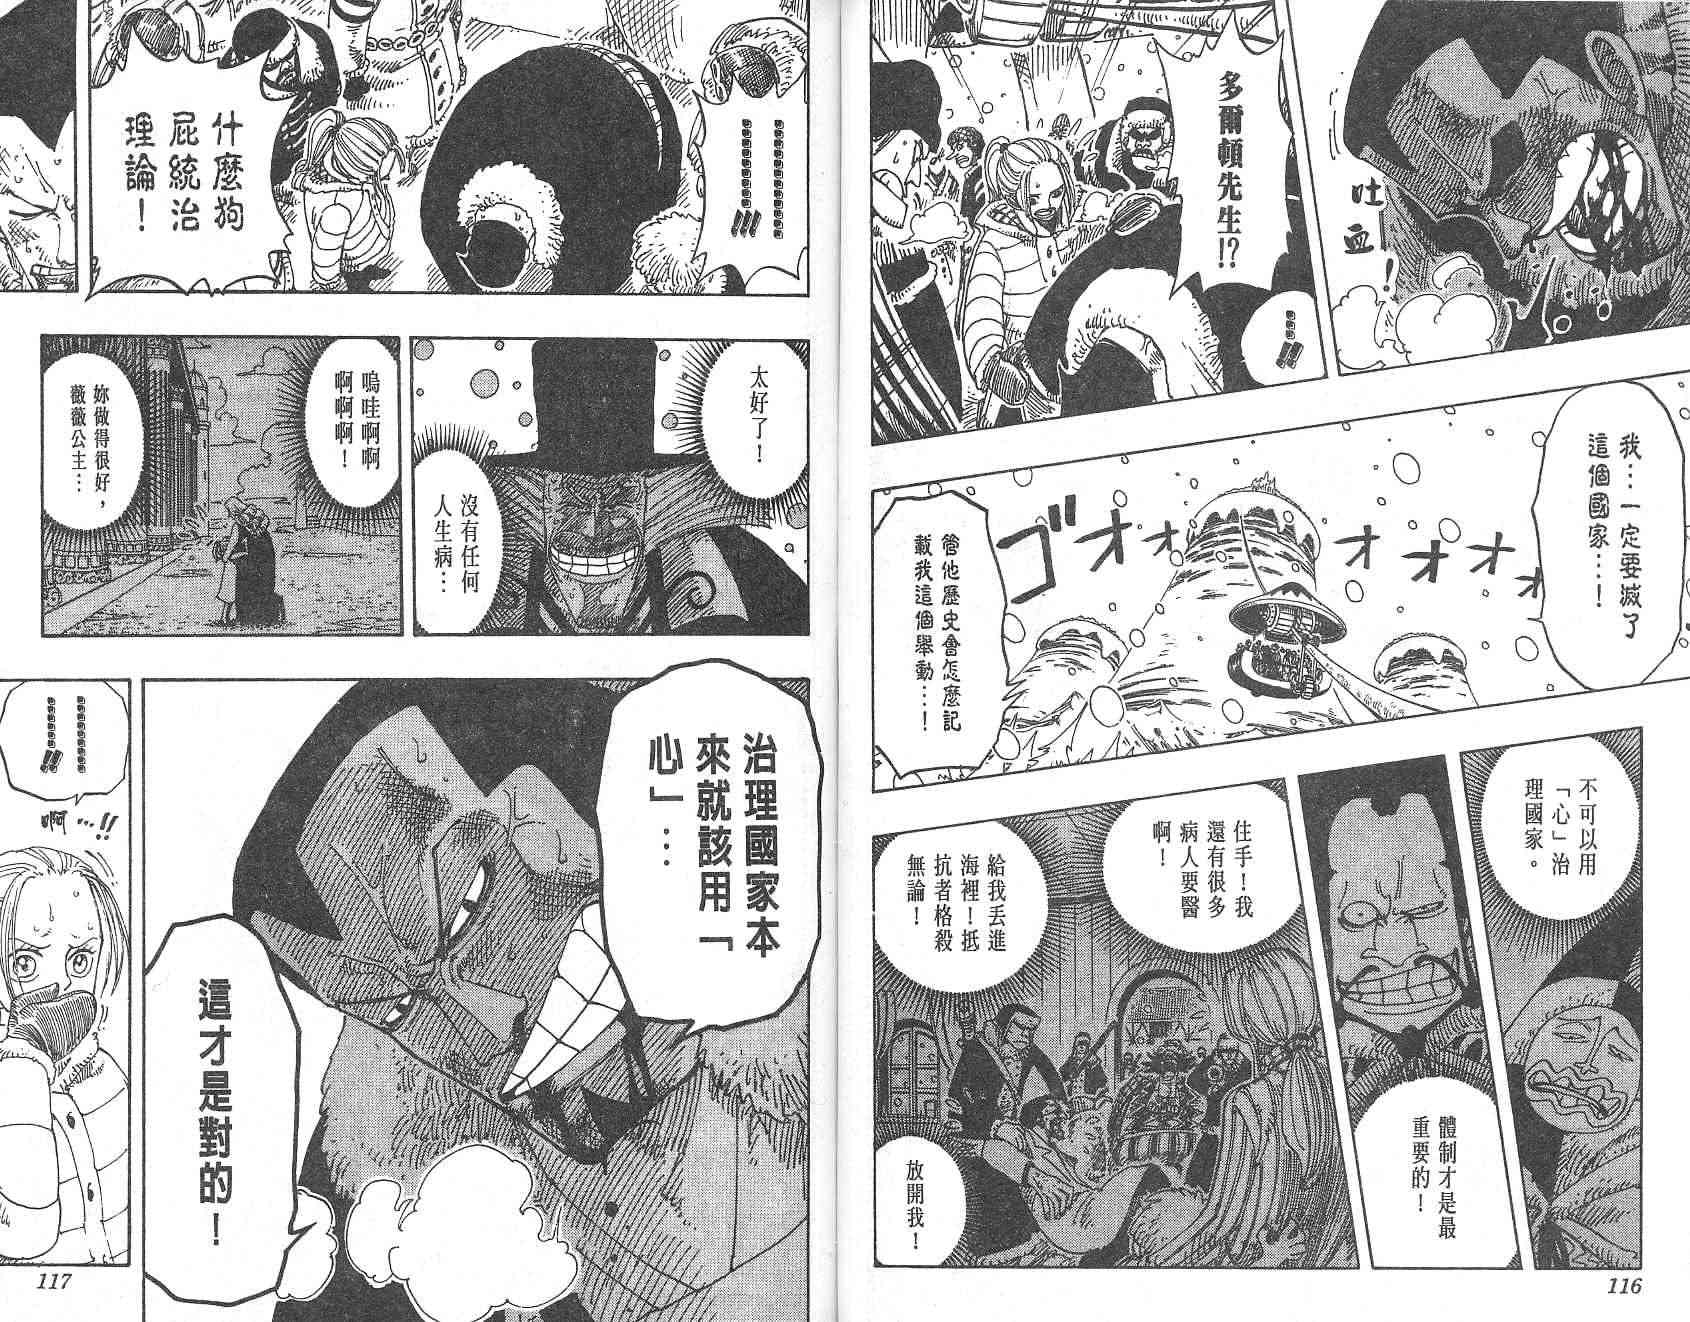 多爾頓先生!?
……!!
吐血!
我…一定要滅了
這個國家…!
ゴオオオオオオオ
管他歷史會怎麼記
載我這個舉動…!
不可以用
「心」治
理國家。
體制才是最
重要的!
住手!我
還有很多
病人要醫
啊!
給我丟進
海裡!抵
抗者格殺
無論!
放開我!
116
…………!!!
什麼狗
屁統治
理論!
太好了!
沒有任何
人生病…
嗚哇啊啊
啊啊啊!
妳做得很好,
薇薇公主…
治理國家本
來就該用「
心」…
這才是對的!
…………!!
啊…!!
117